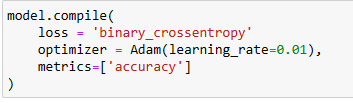 model.compile(
    loss = 'binary_crossentropy'
    optimizer = Adam(learning_rate=0.01),
    metrics=['accuracy']
)